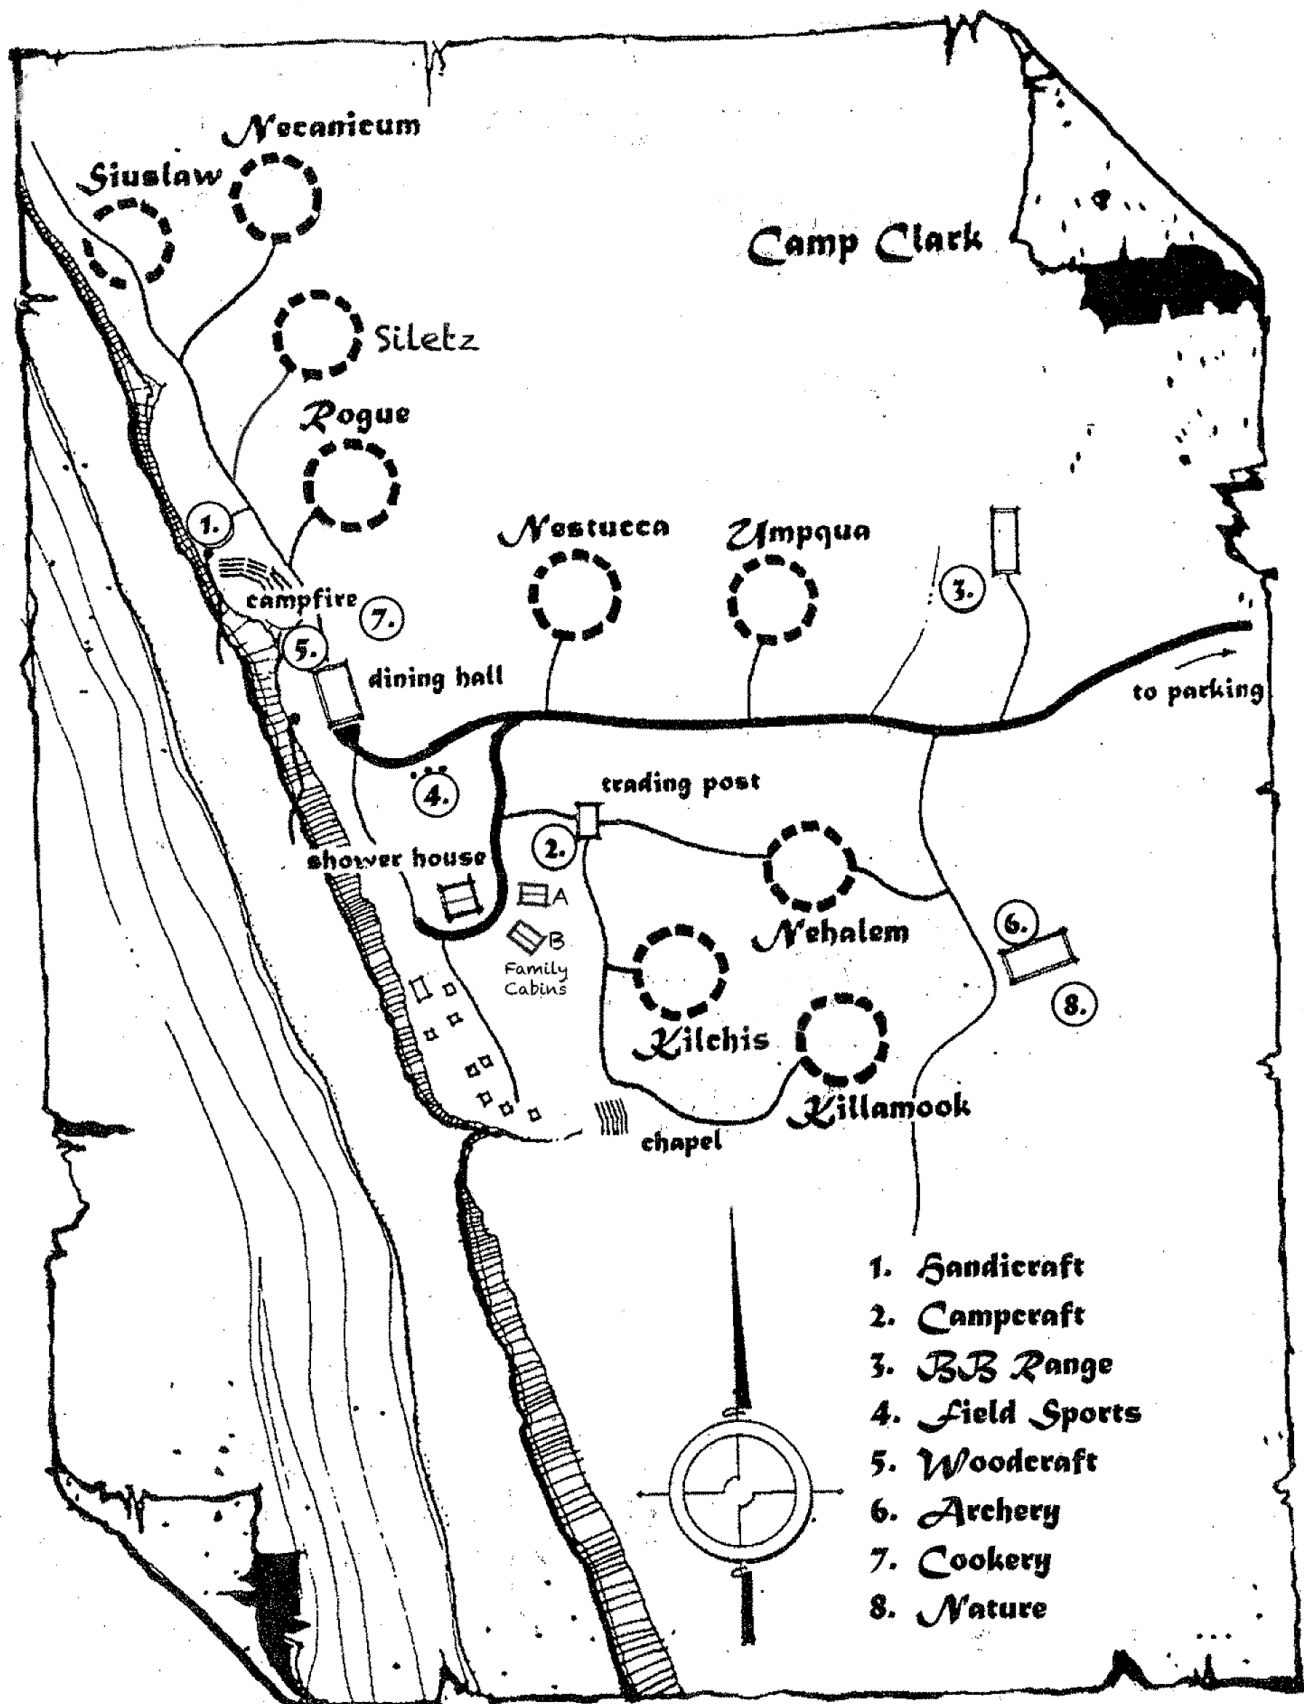 Necanicum
Siuslaw
Camp Clark
Siletz
Rogue
1.
Nestucca
Umpqua
3.
campfire
7.
5.
dining hall
to parking
trading post
4.
2.
shower house
A
B
Family
Cabins
Nehalem
6.
8.
Kilchis
Killamook
chapel
1. Handicraft
2. Campcraft
3. BB Range
4. Field Sports
5. Woodcraft
6. Archery
7. Cookery
8. Nature